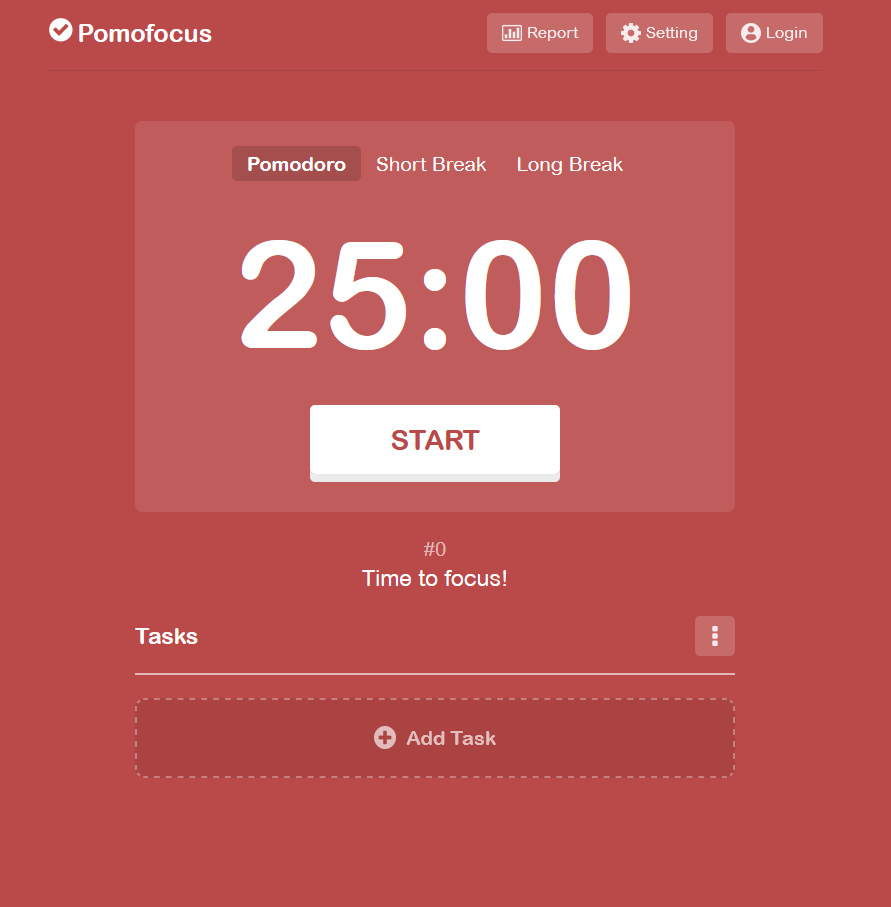 Pomofocus
Report Setting Login
Pomodoro Short Break Long Break
25:00
START
#0
Time to focus!
Tasks
Add Task